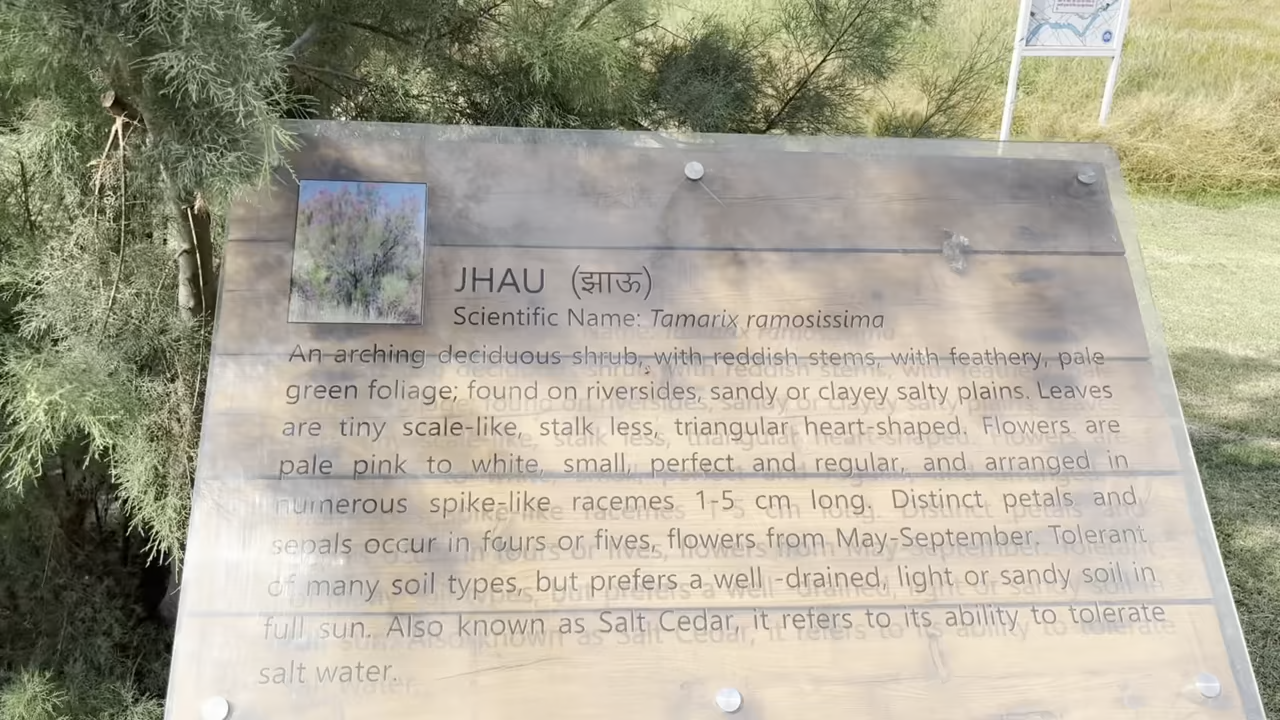 JHAU (झाऊ)
Scientific Name: Tamarix ramosissima
An arching deciduous shrub, with reddish stems, with feathery, pale
green foliage; found on riversides, sandy or clayey salty plains. Leaves
are tiny scale-like, stalk less, triangular heart-shaped. Flowers are
pale pink to white, small, perfect and regular, and arranged in
numerous spike-like racemes 1-5 cm long. Distinct petals and
sepals occur in fours or fives, flowers from May-September. Tolerant
of many soil types, but prefers a well -drained, light or sandy soil in
full sun. Also known as Salt Cedar, it refers to its ability to tolerate
salt water.